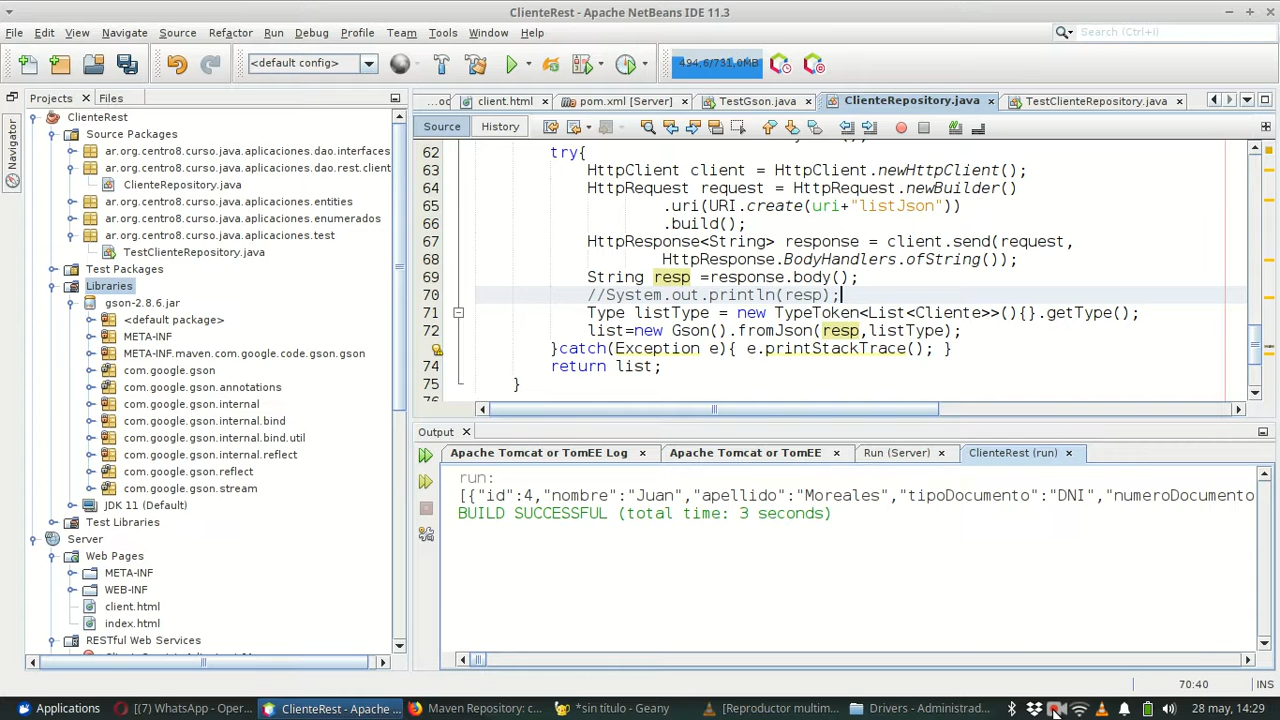 ClienteRest - Apache NetBeans IDE 11.3
File Edit View Navigate Source Refactor Run Debug Profile Team Tools Window Help
Search (Ctrl+I)
<default config>
494,6/731,0MB
Projects
Files
Navigator
ClienteRest
Source Packages
ar.org.centro8.curso.java.aplicaciones.dao.interfaces
ar.org.centro8.curso.java.aplicaciones.dao.rest.client
ClienteRepository.java
ar.org.centro8.curso.java.aplicaciones.entities
ar.org.centro8.curso.java.aplicaciones.enumerados
ar.org.centro8.curso.java.aplicaciones.test
TestClienteRepository.java
Test Packages
Libraries
gson-2.8.6.jar
<default package>
META-INF
META-INF.maven.com.google.code.gson.gson
com.google.gson
com.google.gson.annotations
com.google.gson.internal
com.google.gson.internal.bind
com.google.gson.internal.bind.util
com.google.gson.internal.reflect
com.google.gson.reflect
com.google.gson.stream
JDK 11 (Default)
Test Libraries
Server
Web Pages
META-INF
WEB-INF
client.html
index.html
RESTful Web Services
...oc client.html pom.xml [Server] TestGson.java ClienteRepository.java TestClienteRepository.java
Source History
62 try{
63 HttpClient client = HttpClient.newHttpClient();
64 HttpRequest request = HttpRequest.newBuilder()
65 .uri(URI.create(uri+"listJson"))
66 .build();
67 HttpResponse<String> response = client.send(request,
68 HttpResponse.BodyHandlers.ofString());
69 String resp =response.body();
70 //System.out.println(resp);
71 Type listType = new TypeToken<List<Cliente>>(){}.getType();
72 list=new Gson().fromJson(resp,listType);
}catch(Exception e){ e.printStackTrace(); }
74 return list;
75 }
76
Output
Apache Tomcat or TomEE Log Apache Tomcat or TomEE Run (Server) ClienteRest (run)
run:
[{"id":4,"nombre":"Juan","apellido":"Moreales","tipoDocumento":"DNI","numeroDocumento
BUILD SUCCESSFUL (total time: 3 seconds)
70:40 INS
Applications [(7) WhatsApp - Oper... ClienteRest - Apache ... Maven Repository: c... *sin título - Geany [Reproductor multim... Drivers - Administrad... 28 may, 14:29